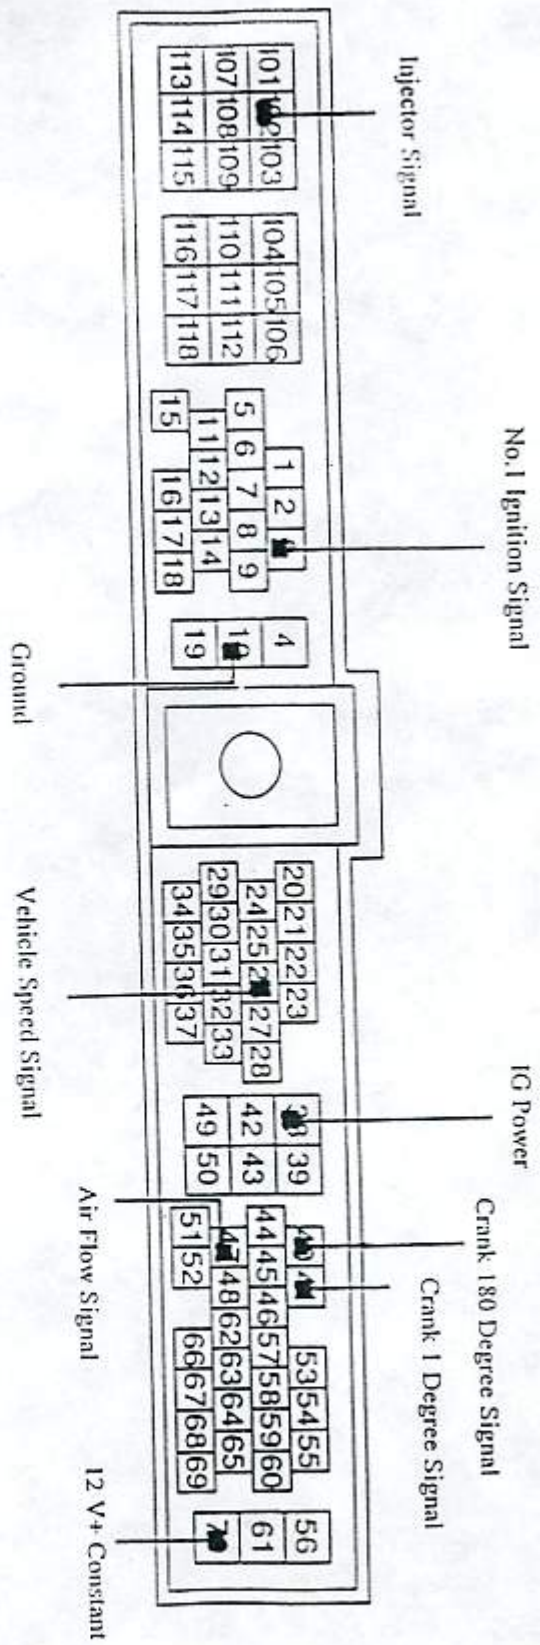 Injector Signal
No.1 Ignition Signal
IG Power
Crank 180 Degree Signal
Crank 1 Degree Signal
101 102 103 104 105 106 1 2 4 20 21 22 23 39 40 53 54 55 56
107 108 109 110 111 112 5 6 7 8 9 10 24 25 27 28 42 43 44 45 46 57 58 59 60 61
11 12 13 14 29 30 31 32 33 47 48 62 63 64 65
113 114 115 116 117 118 15 16 17 18 19 34 35 36 37 49 50 51 52 66 67 68 69
Ground
Vehicle Speed Signal
Air Flow Signal
12 V+ Constant